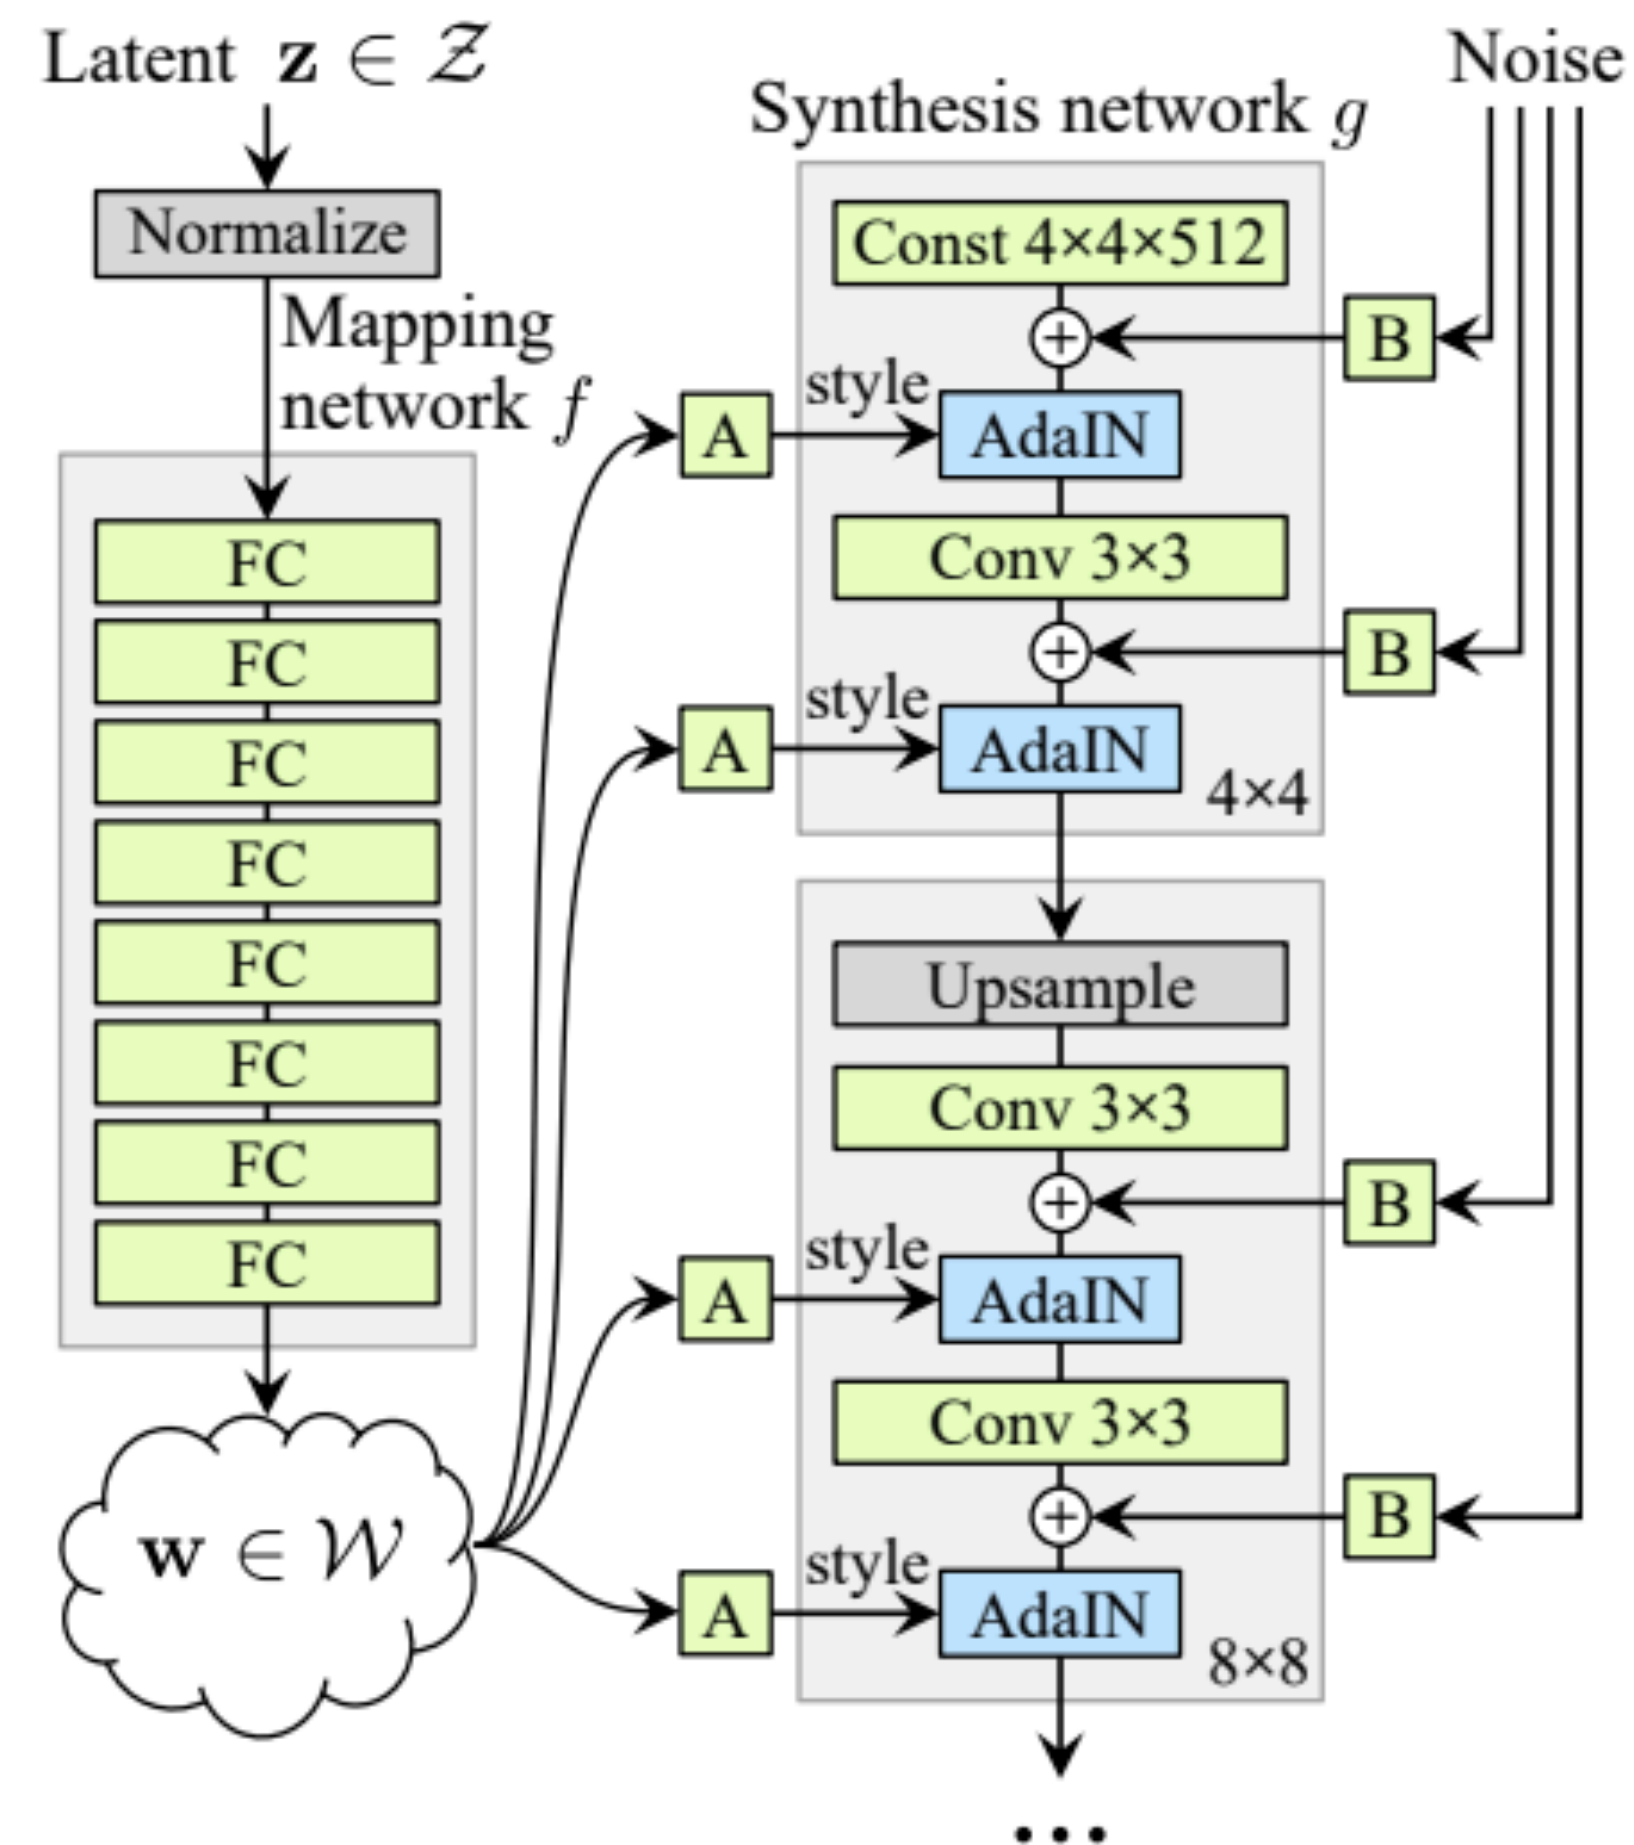 Latent z ∈ 𝒵
Normalize
Mapping
network f
FC
FC
FC
FC
FC
FC
FC
FC
w ∈ 𝒲
Synthesis network g
Noise
Const 4×4×512
B
A
style
AdaIN
Conv 3×3
B
A
style
AdaIN
4×4
Upsample
Conv 3×3
B
A
style
AdaIN
Conv 3×3
B
A
style
AdaIN
8×8
...